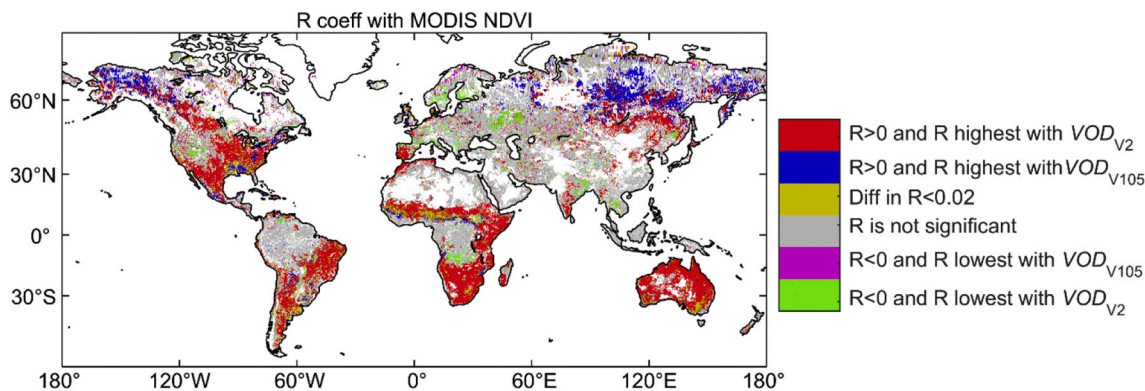 R coeff with MODIS NDVI
60°N
30°N
0°
30°S
180°
120°W
60°W
0°
60°E
120°E
180°
R>0 and R highest with VOD_V2
R>0 and R highest withVOD_V105
Diff in R<0.02
R is not significant
R<0 and R lowest with VOD_V105
R<0 and R lowest with VOD_V2